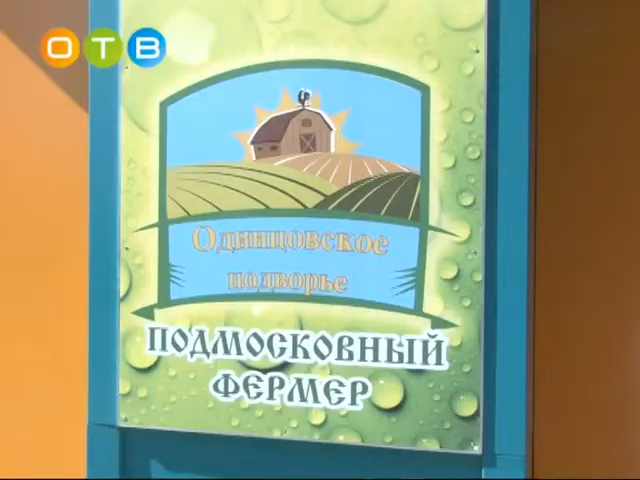 ОТВ
Одинцовское
подворье
ПОДМОСКОВНЫЙ
ФЕРМЕР